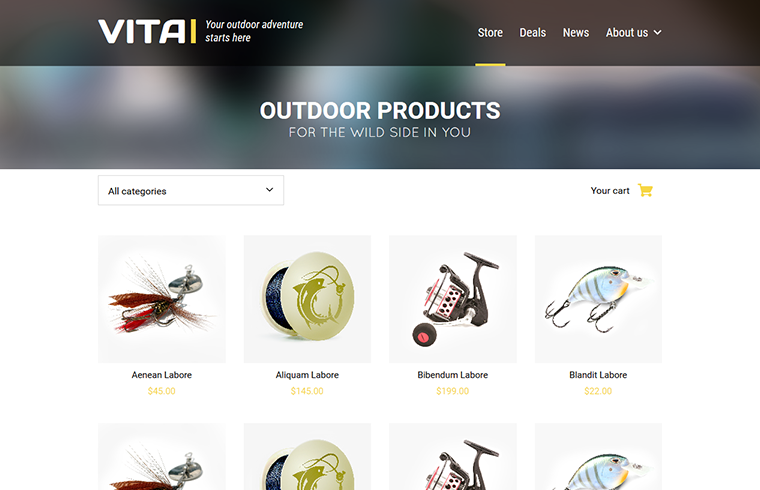 VITA
Your outdoor adventure
starts here
Store Deals News About us
OUTDOOR PRODUCTS
FOR THE WILD SIDE IN YOU
All categories
Your cart
Aenean Labore Aliquam Labore Bibendum Labore Blandit Labore
$45.00 $145.00 $199.00 $22.00